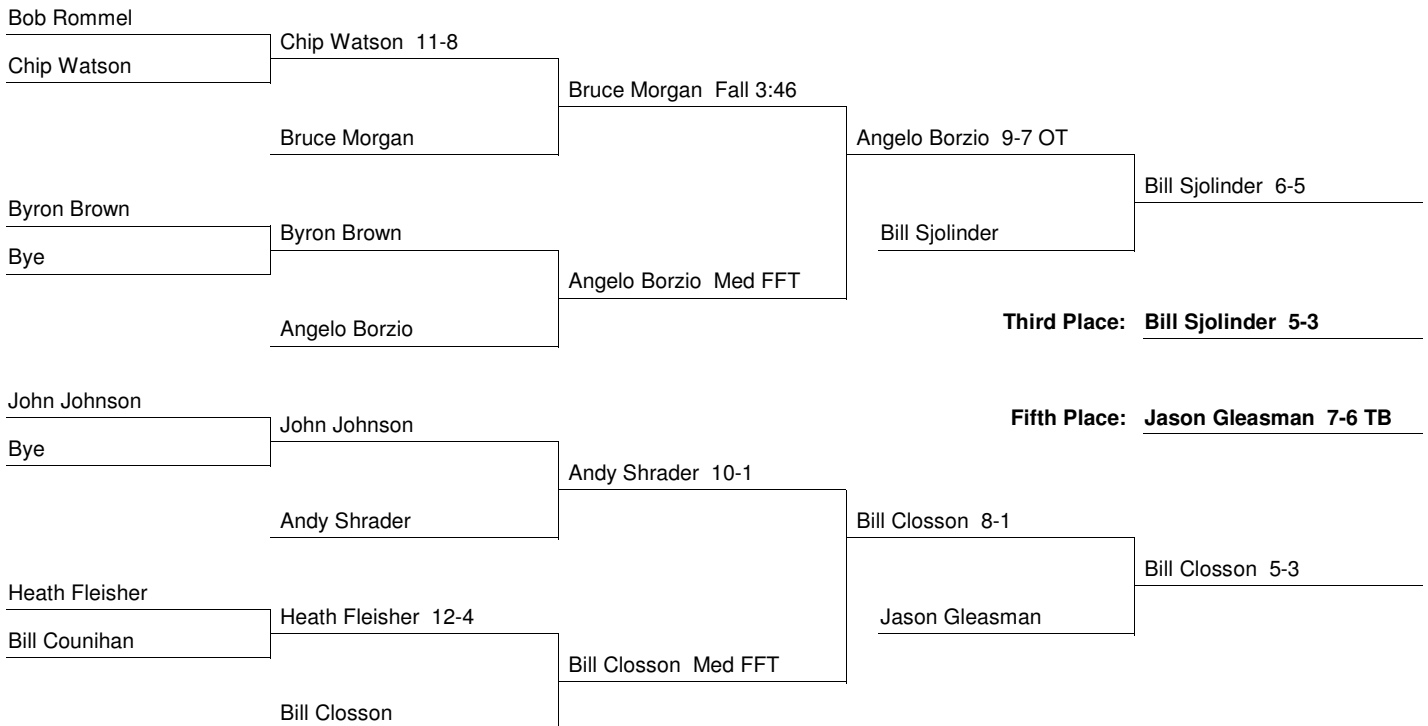 Bob Rommel
Chip Watson 11-8
Chip Watson
Bruce Morgan Fall 3:46
Bruce Morgan
Angelo Borzio 9-7 OT
Bill Sjolinder 6-5
Byron Brown
Byron Brown
Bill Sjolinder
Bye
Angelo Borzio Med FFT
Angelo Borzio
Third Place: Bill Sjolinder 5-3
John Johnson
John Johnson
Fifth Place: Jason Gleasman 7-6 TB
Bye
Andy Shrader 10-1
Andy Shrader
Bill Closson 8-1
Bill Closson 5-3
Heath Fleisher
Heath Fleisher 12-4
Jason Gleasman
Bill Counihan
Bill Closson Med FFT
Bill Closson